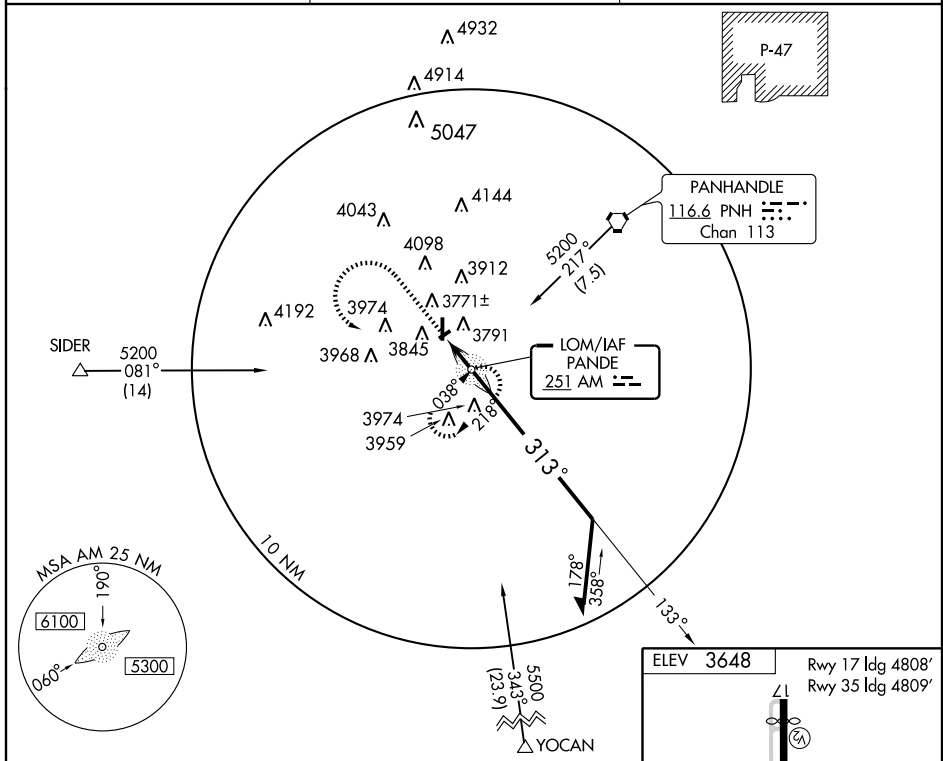 4932
P-47
4914
5047
4144
4043
PANHANDLE
116.6 PNH
Chan 113
4098
3912
5200
217°
(7.5)
3771±
3974
4192
3791
3845
3968
SIDER
5200
081°
(14)
LOM/IAF
PANDE
251 AM
038°
218°
3974
3959
313°
10 NM
178°
358°
133°
MSA AM 25 NM
190°
6100
5300
060°
5500
343°
(23.9)
YOCAN
ELEV 3648
Rwy 17 ldg 4808'
Rwy 35 ldg 4809'
17
V2